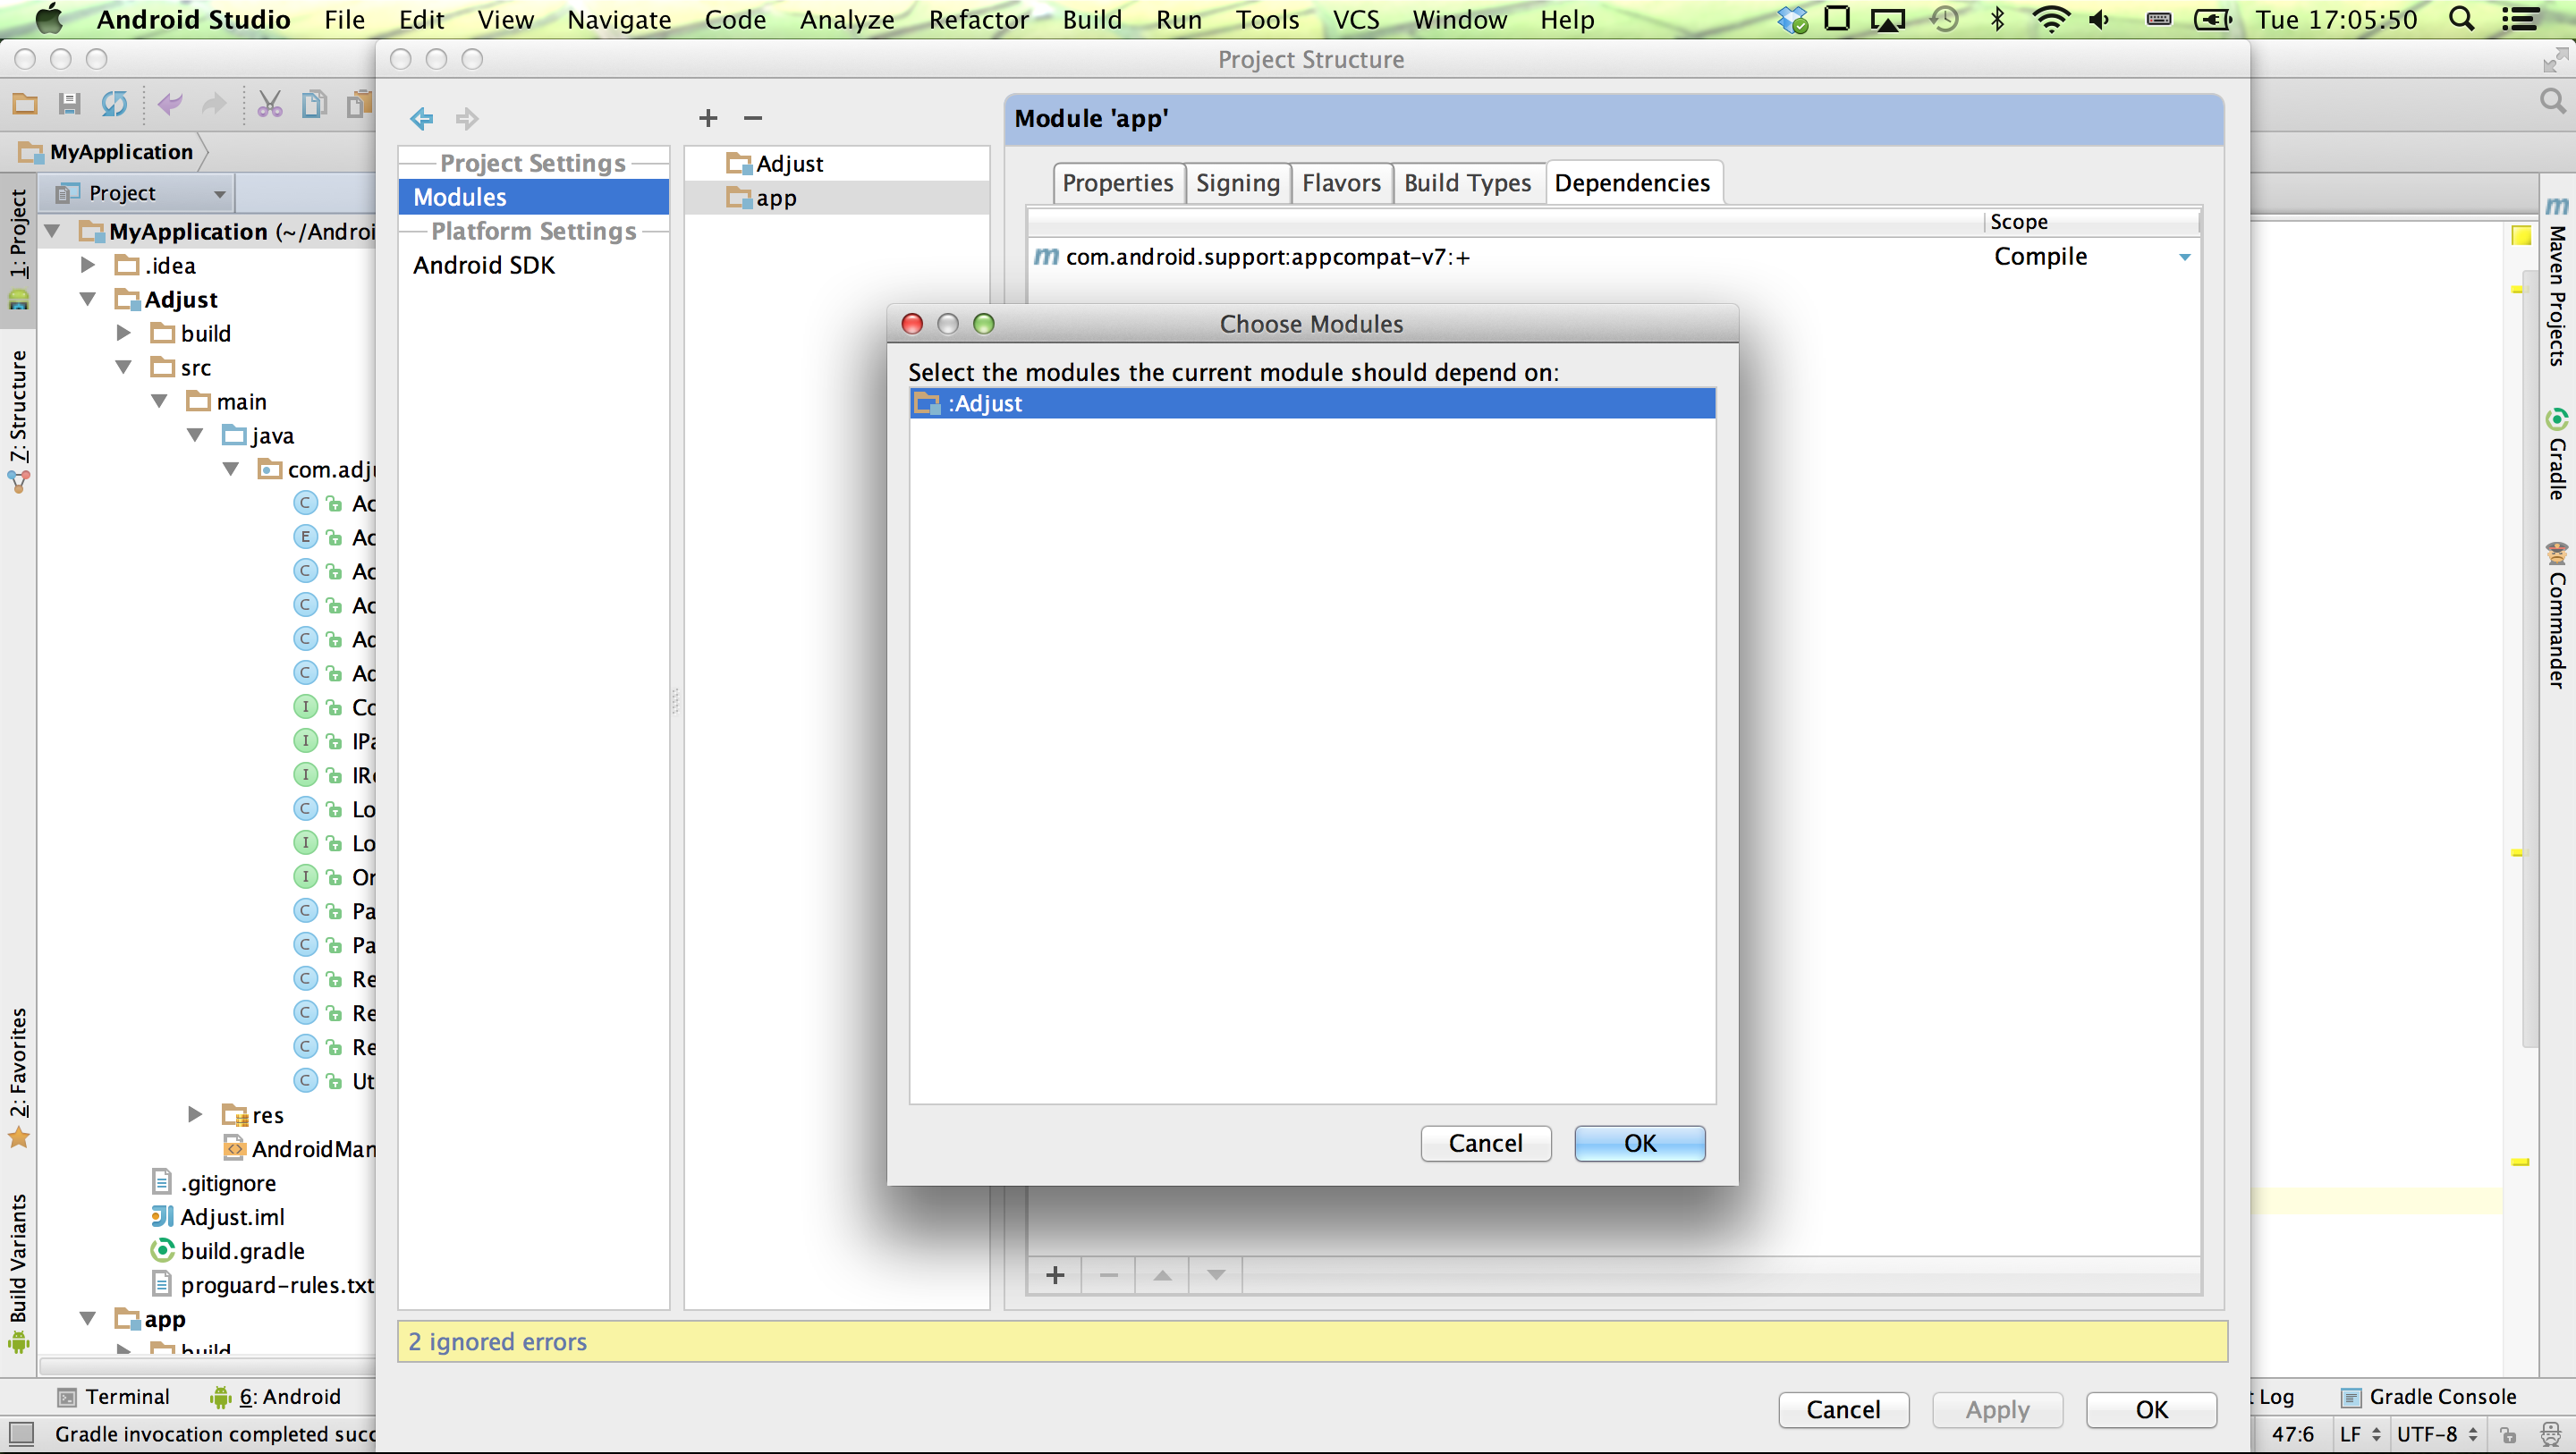 Android Studio File Edit View Navigate Code Analyze Refactor Build Run Tools VCS Window Help Tue 17:05:50
Project Structure
MyApplication
Project
1: Project
7: Structure
2: Favorites
Build Variants
MyApplication (~/Androi
.idea
Adjust
build
src
main
java
com.adju
C Ac
E Ac
C Ac
C Ac
C Ad
C Ad
I Co
I IPa
I IRe
C Lo
I Lo
I Or
C Pa
C Pa
C Re
C Re
C Re
C Ut
res
AndroidMan
.gitignore
Adjust.iml
build.gradle
proguard-rules.txt
app
build
Project Settings
Modules
Platform Settings
Android SDK
Adjust
app
Module 'app'
Properties Signing Flavors Build Types Dependencies
Scope
m com.android.support:appcompat-v7:+ Compile
Choose Modules
Select the modules the current module should depend on:
:Adjust
Cancel OK
2 ignored errors
Cancel Apply OK
m Maven Projects
Gradle
Commander
Terminal 6: Android t Log Gradle Console
Gradle invocation completed succ 47:6 LF UTF-8